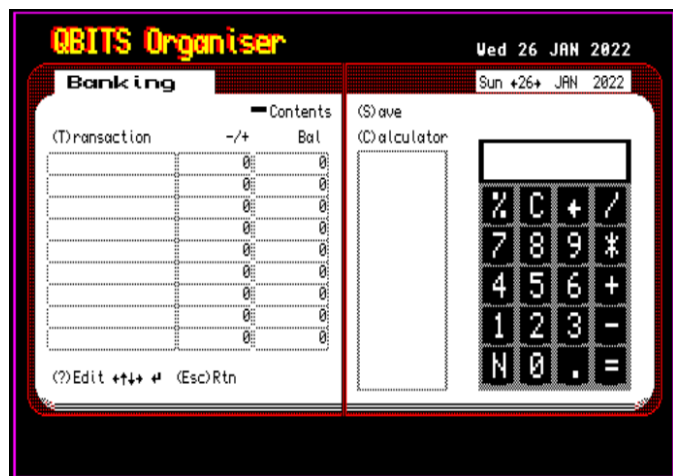 QBITS Organiser
Wed 26 JAN 2022
Banking
Sun ←26→ JAN 2022
Contents
(T)ransaction -/+ Bal
0 0
0 0
0 0
0 0
0 0
0 0
0 0
0 0
0 0
(?)Edit ←↑↓→ ↵ (Esc)Rtn
(S)ave
(C)alculator
% C ← /
7 8 9 *
4 5 6 +
1 2 3 -
N 0 . =